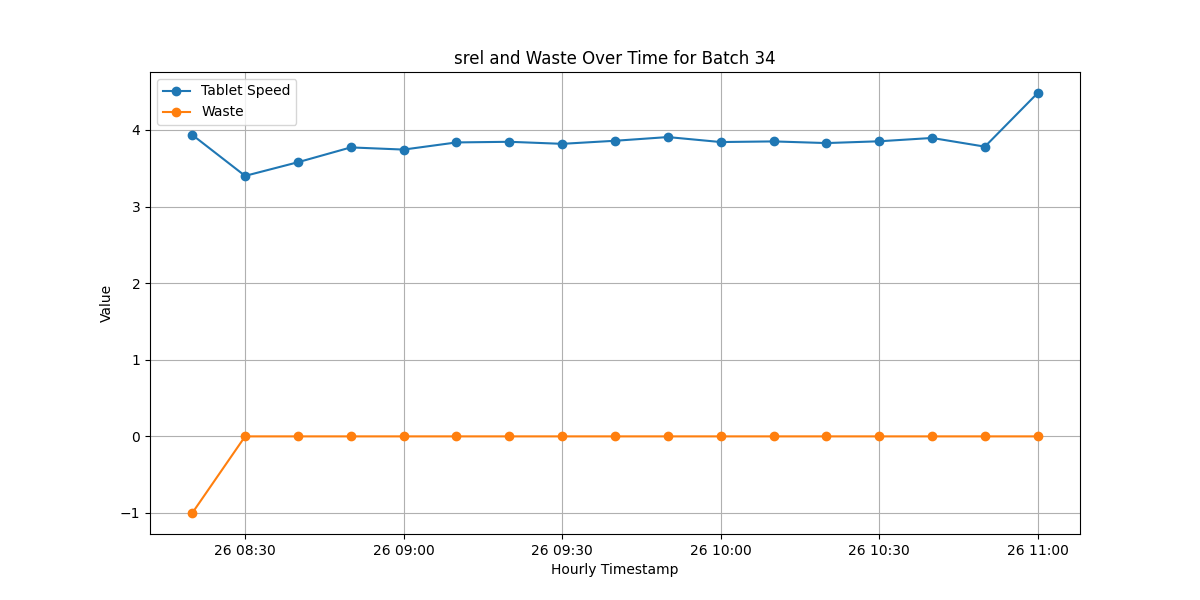 srel and Waste Over Time for Batch 34
Tablet Speed
Waste
Value
4
3
2
1
0
−1
26 08:30 26 09:00 26 09:30 26 10:00 26 10:30 26 11:00
Hourly Timestamp